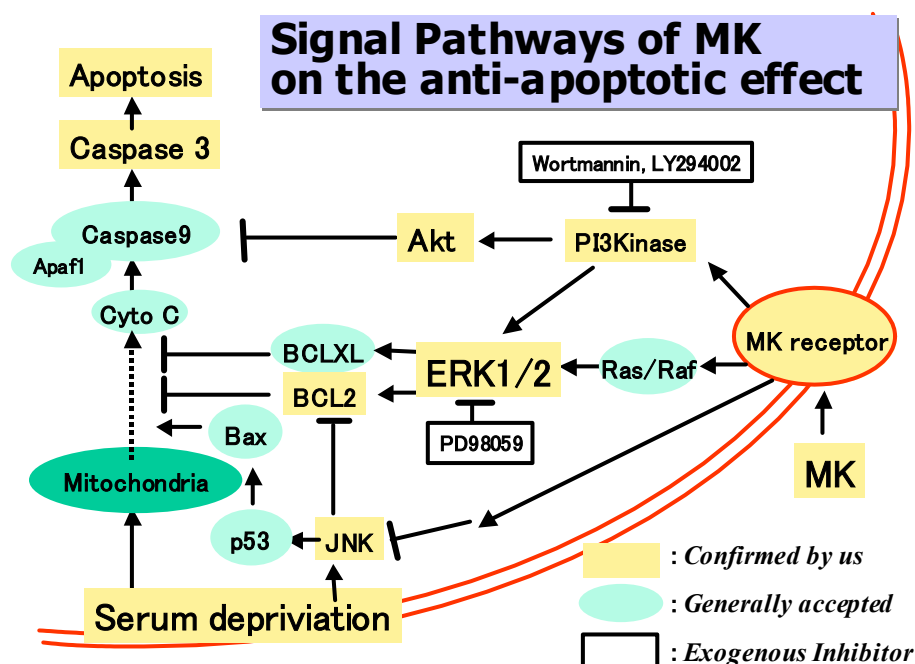 Signal Pathways of MK
on the anti-apoptotic effect
Apoptosis
Caspase 3
Wortmannin, LY294002
Caspase9
Akt
PI3Kinase
Apaf1
Cyto C
MK receptor
BCLXL
ERK1/2
Ras/Raf
BCL2
Bax
PD98059
MK
Mitochondria
p53
JNK
: Confirmed by us
Serum depriviation
: Generally accepted
: Exogenous Inhibitor